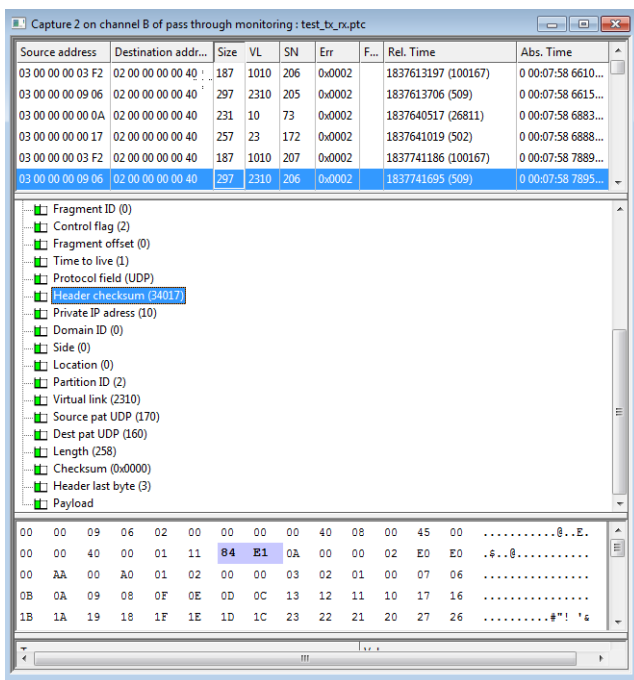 Capture 2 on channel B of pass through monitoring : test_tx_rx.ptc
Source address Destination addr... Size VL SN Err F... Rel. Time Abs. Time
03 00 00 00 03 F2 02 00 00 00 00 40 187 1010 206 0x0002 1837613197 (100167) 0 00:07:58 6610...
03 00 00 00 09 06 02 00 00 00 00 40 297 2310 205 0x0002 1837613706 (509) 0 00:07:58 6615...
03 00 00 00 00 0A 02 00 00 00 00 40 231 10 73 0x0002 1837640517 (26811) 0 00:07:58 6883...
03 00 00 00 00 17 02 00 00 00 00 40 257 23 172 0x0002 1837641019 (502) 0 00:07:58 6888...
03 00 00 00 03 F2 02 00 00 00 00 40 187 1010 207 0x0002 1837741186 (100167) 0 00:07:58 7889...
03 00 00 00 09 06 02 00 00 00 00 40 297 2310 206 0x0002 1837741695 (509) 0 00:07:58 7895...
Fragment ID (0)
Control flag (2)
Fragment offset (0)
Time to live (1)
Protocol field (UDP)
Header checksum (34017)
Private IP adress (10)
Domain ID (0)
Side (0)
Location (0)
Partition ID (2)
Virtual link (2310)
Source pat UDP (170)
Dest pat UDP (160)
Length (258)
Checksum (0x0000)
Header last byte (3)
Payload
00 00 09 06 02 00 00 00 00 40 08 00 45 00 ...........@..E.
00 00 40 00 01 11 84 E1 0A 00 00 02 E0 E0 .$..@...........
00 AA 00 A0 01 02 00 00 03 02 01 00 07 06 ................
0B 0A 09 08 0F 0E 0D 0C 13 12 11 10 17 16 ................
1B 1A 19 18 1F 1E 1D 1C 23 22 21 20 27 26 ..........#"! '&